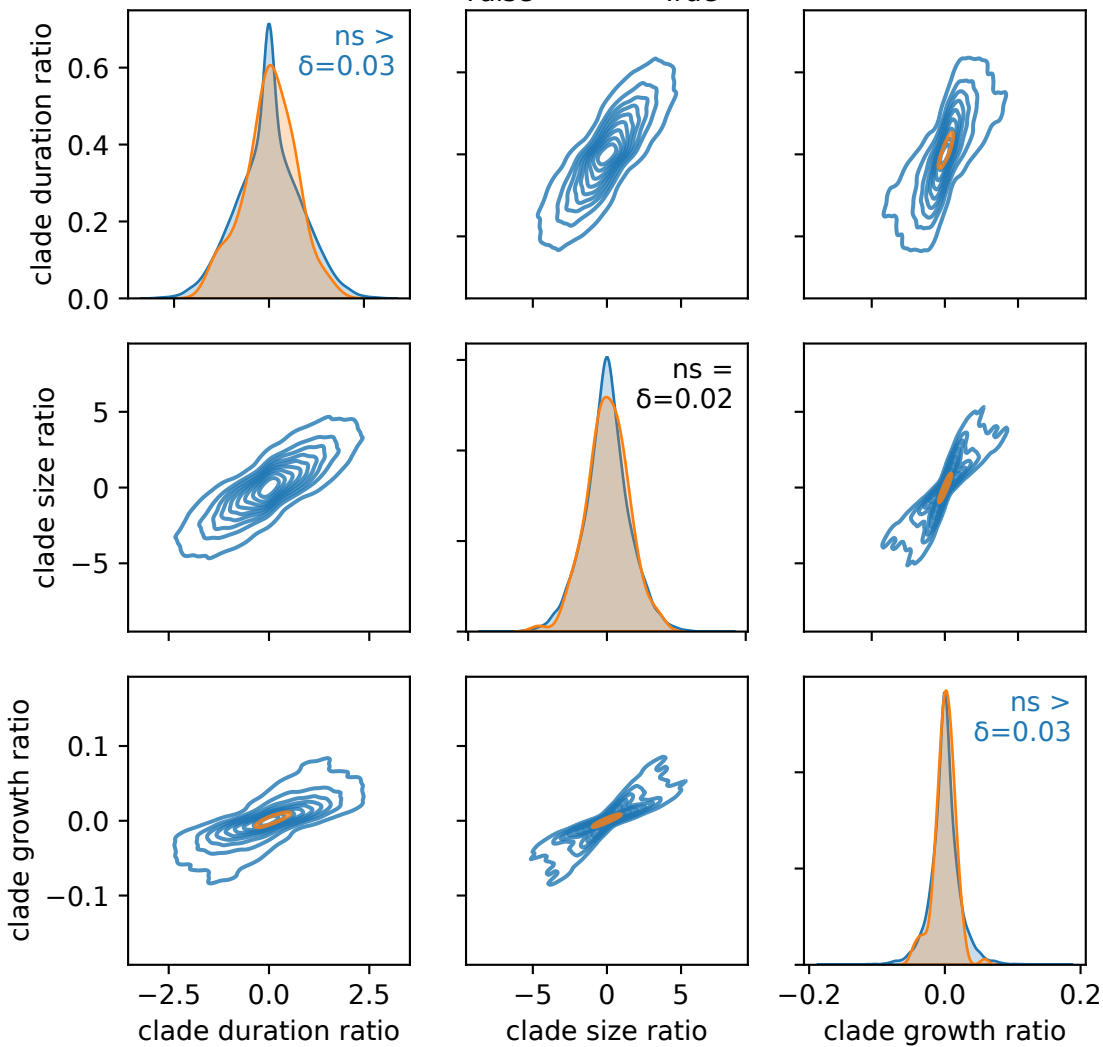 clade duration ratio
0.6
0.4
0.2
0.0
ns >
δ=0.03
clade size ratio
5
0
−5
ns =
δ=0.02
clade growth ratio
0.1
0.0
−0.1
ns >
δ=0.03
−2.5 0.0 2.5
−5 0 5
−0.2 0.0 0.2
clade duration ratio
clade size ratio
clade growth ratio